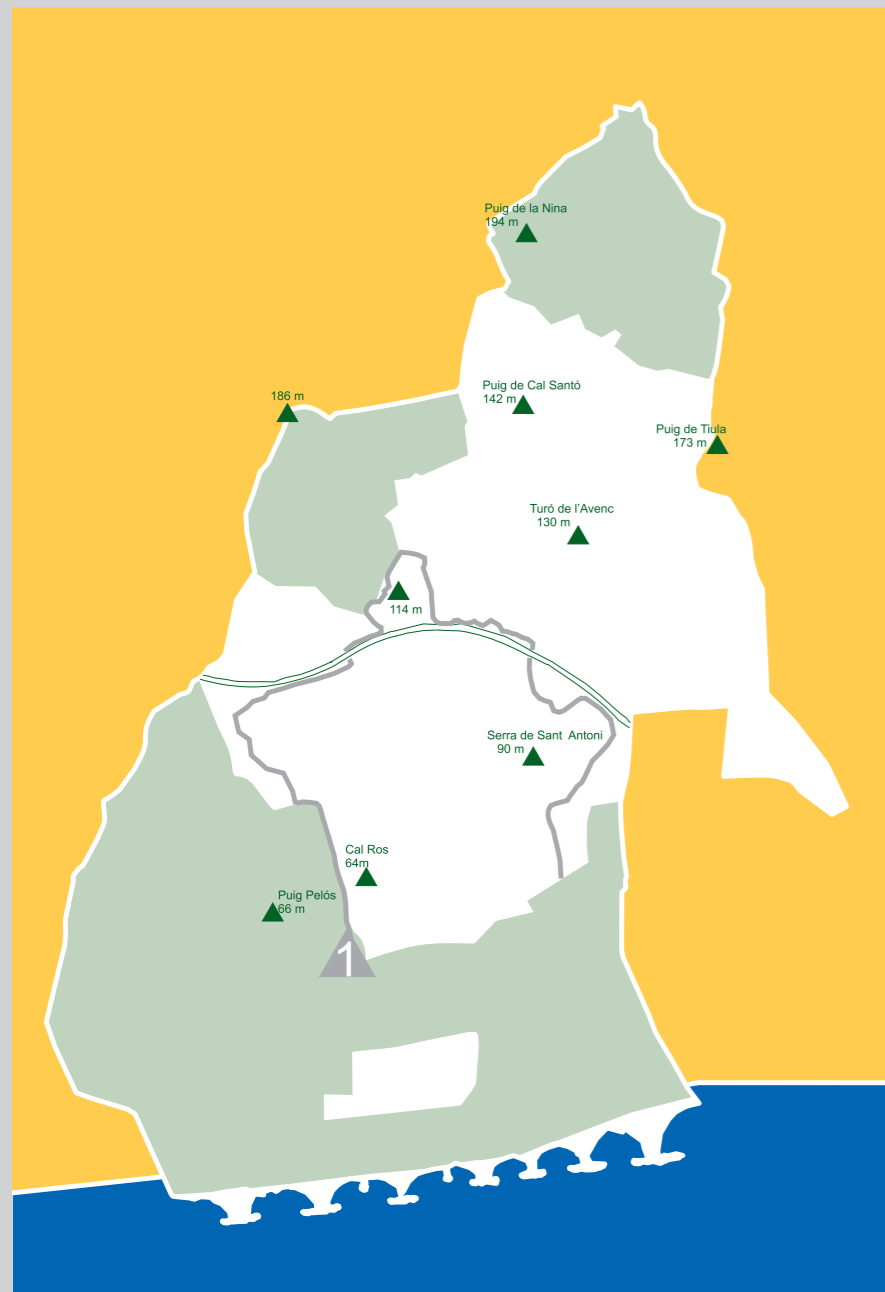 Puig de la Nina
194 m
Puig de Cal Santó
142 m
186 m
Puig de Tiula
173 m
Turó de l'Avenc
130 m
114 m
Serra de Sant Antoni
90 m
Cal Ros
64m
Puig Pelós
66 m
1